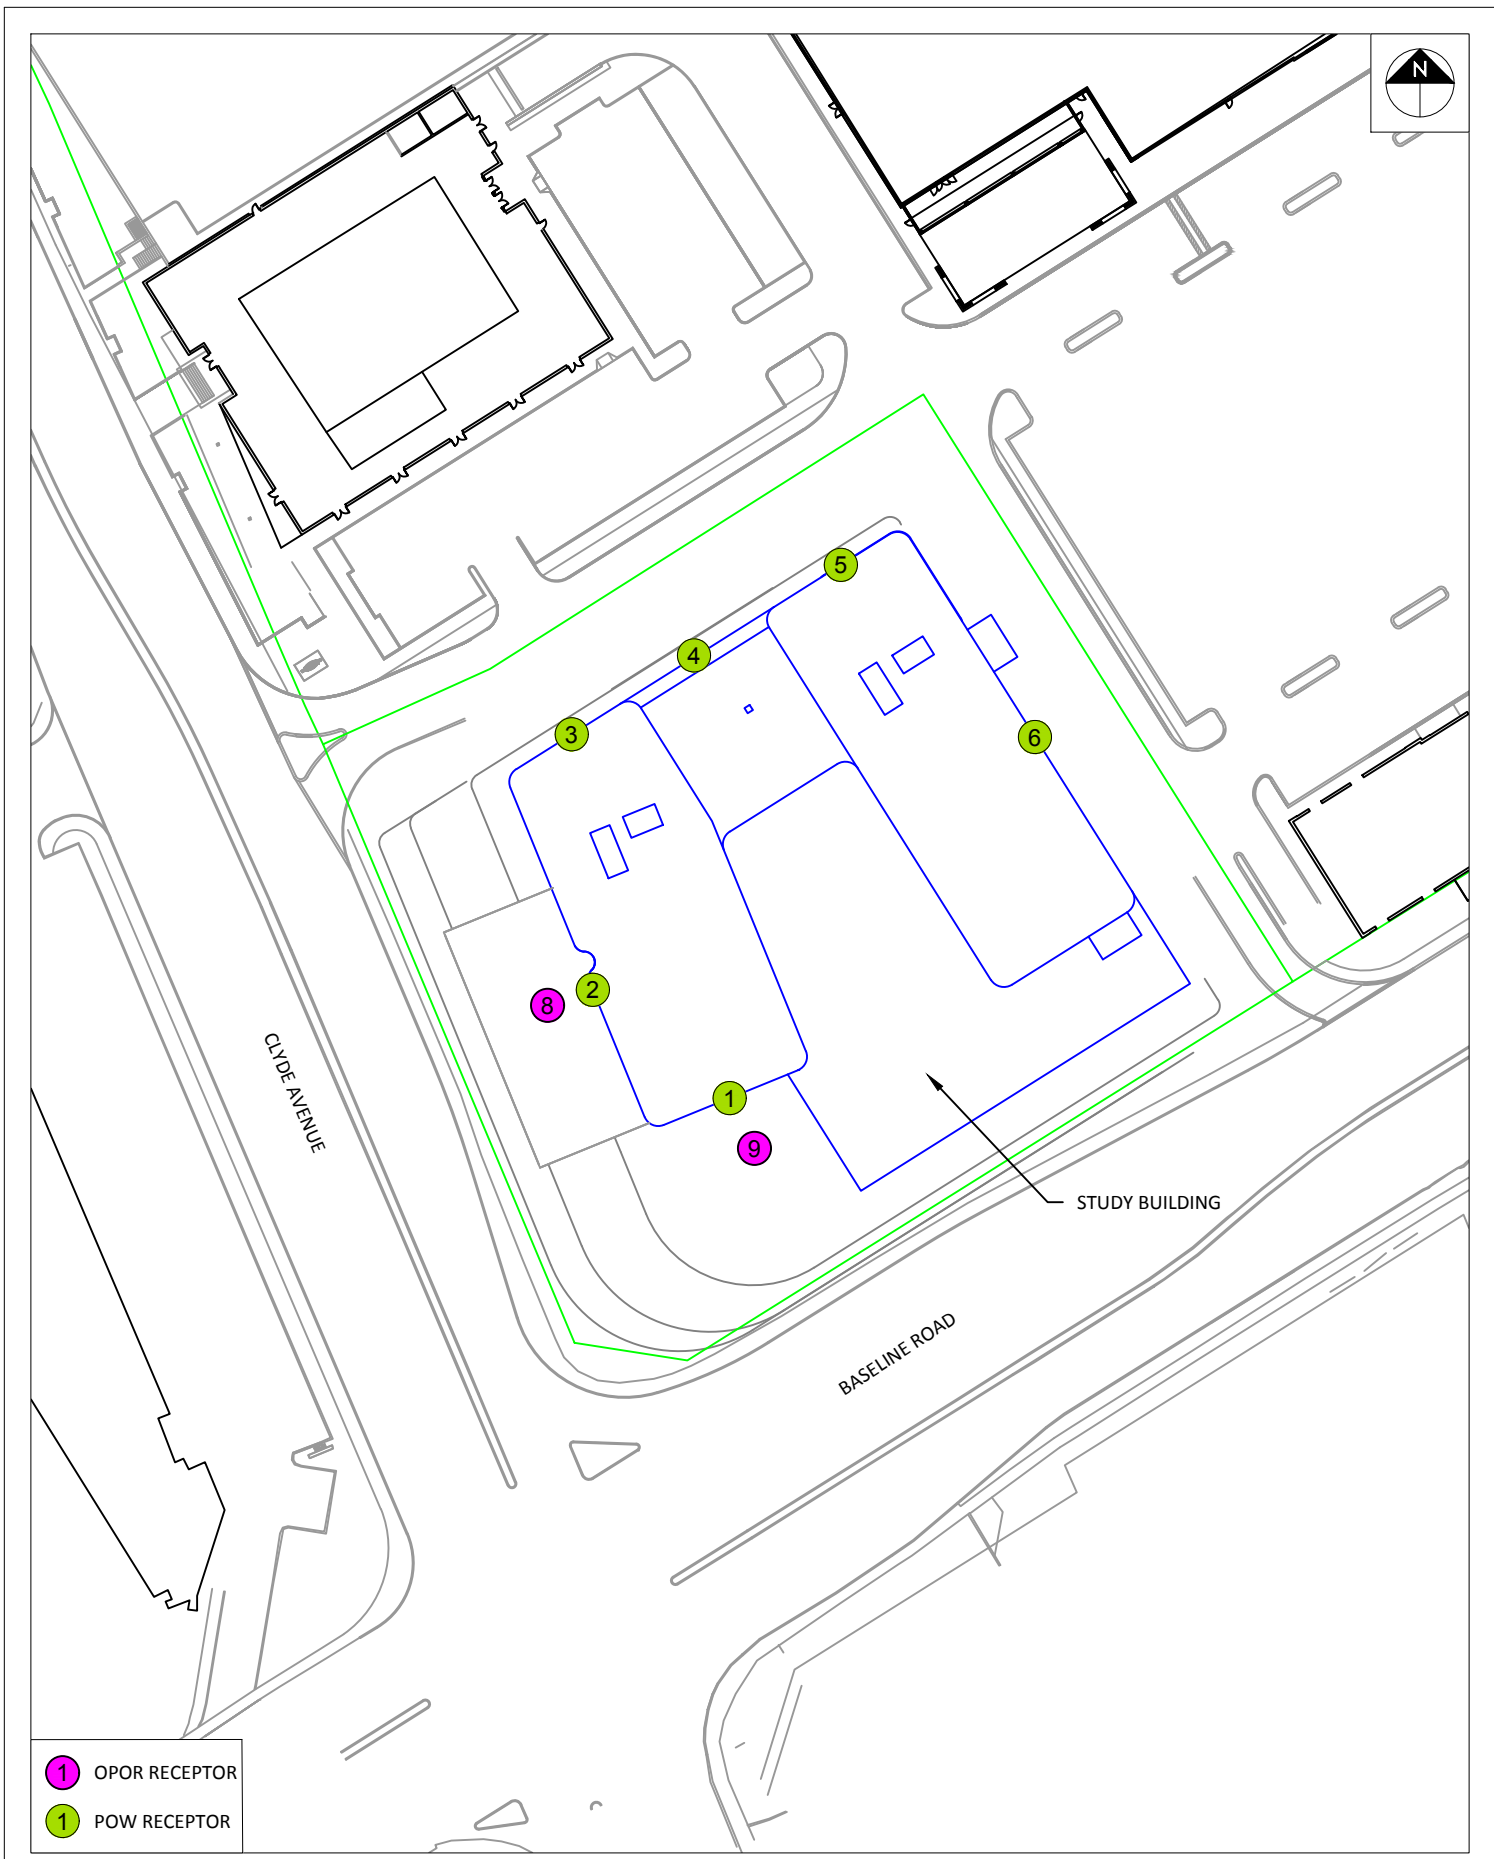 N
5
4
3
6
2
8
1
9
CLYDE AVENUE
STUDY BUILDING
BASELINE ROAD
1 OPOR RECEPTOR
1 POW RECEPTOR